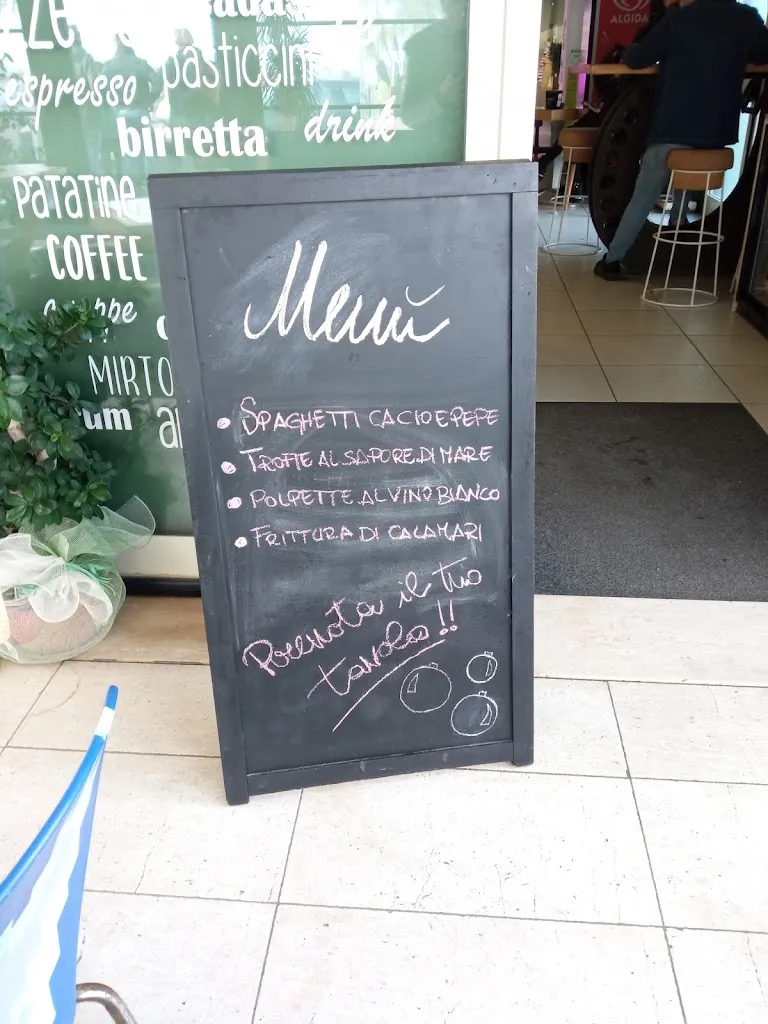 espresso pasticcini
birretta drink
PATATINE
COFFEE
MIRTO
rum
ALGIDA
Menù
• SPAGHETTI CACIO E PEPE
• TROFIE AL SAPORE DI MARE
• POLPETTE AL VINO BIANCO
• FRITTURA DI CALAMARI
Prenota il tuo
tavolo!!